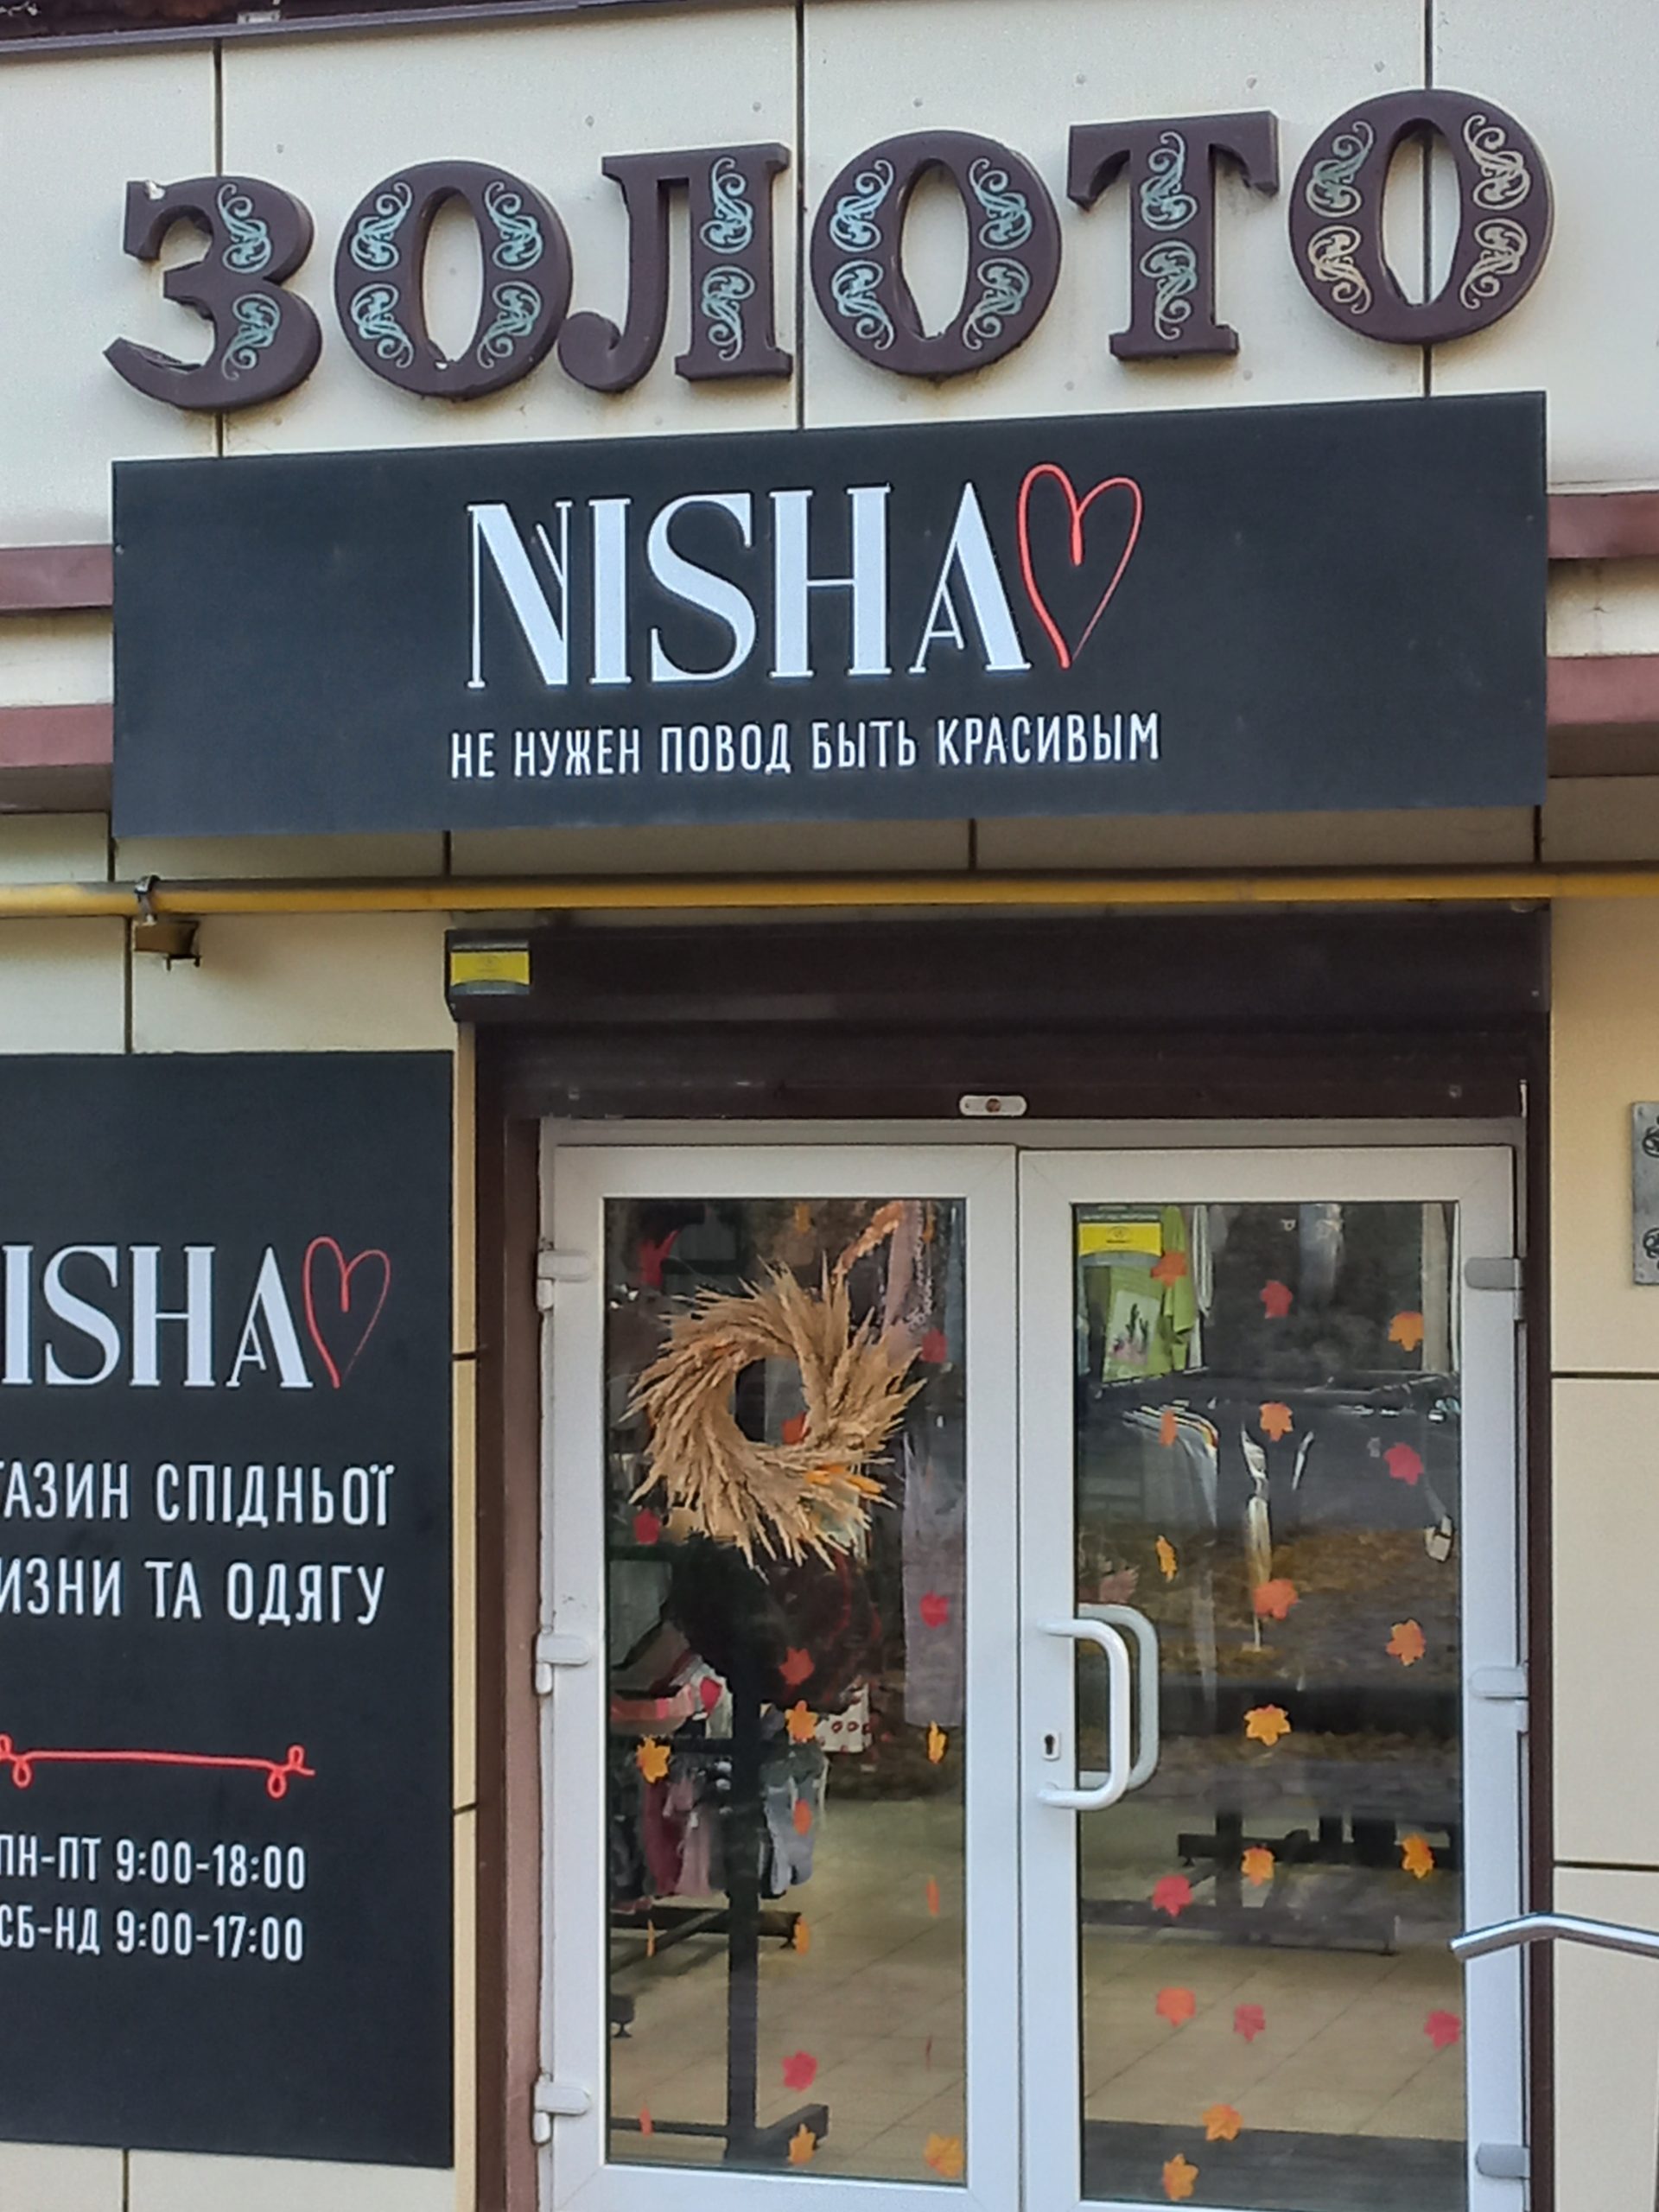 ЗОЛОТО
NISHA
НЕ НУЖЕН ПОВОД БЫТЬ КРАСИВЫМ
ISHA
ГАЗИН СПІДНЬОЇ
ИЗНИ ТА ОДЯГУ
ПН-ПТ 9:00-18:00
СБ-НД 9:00-17:00